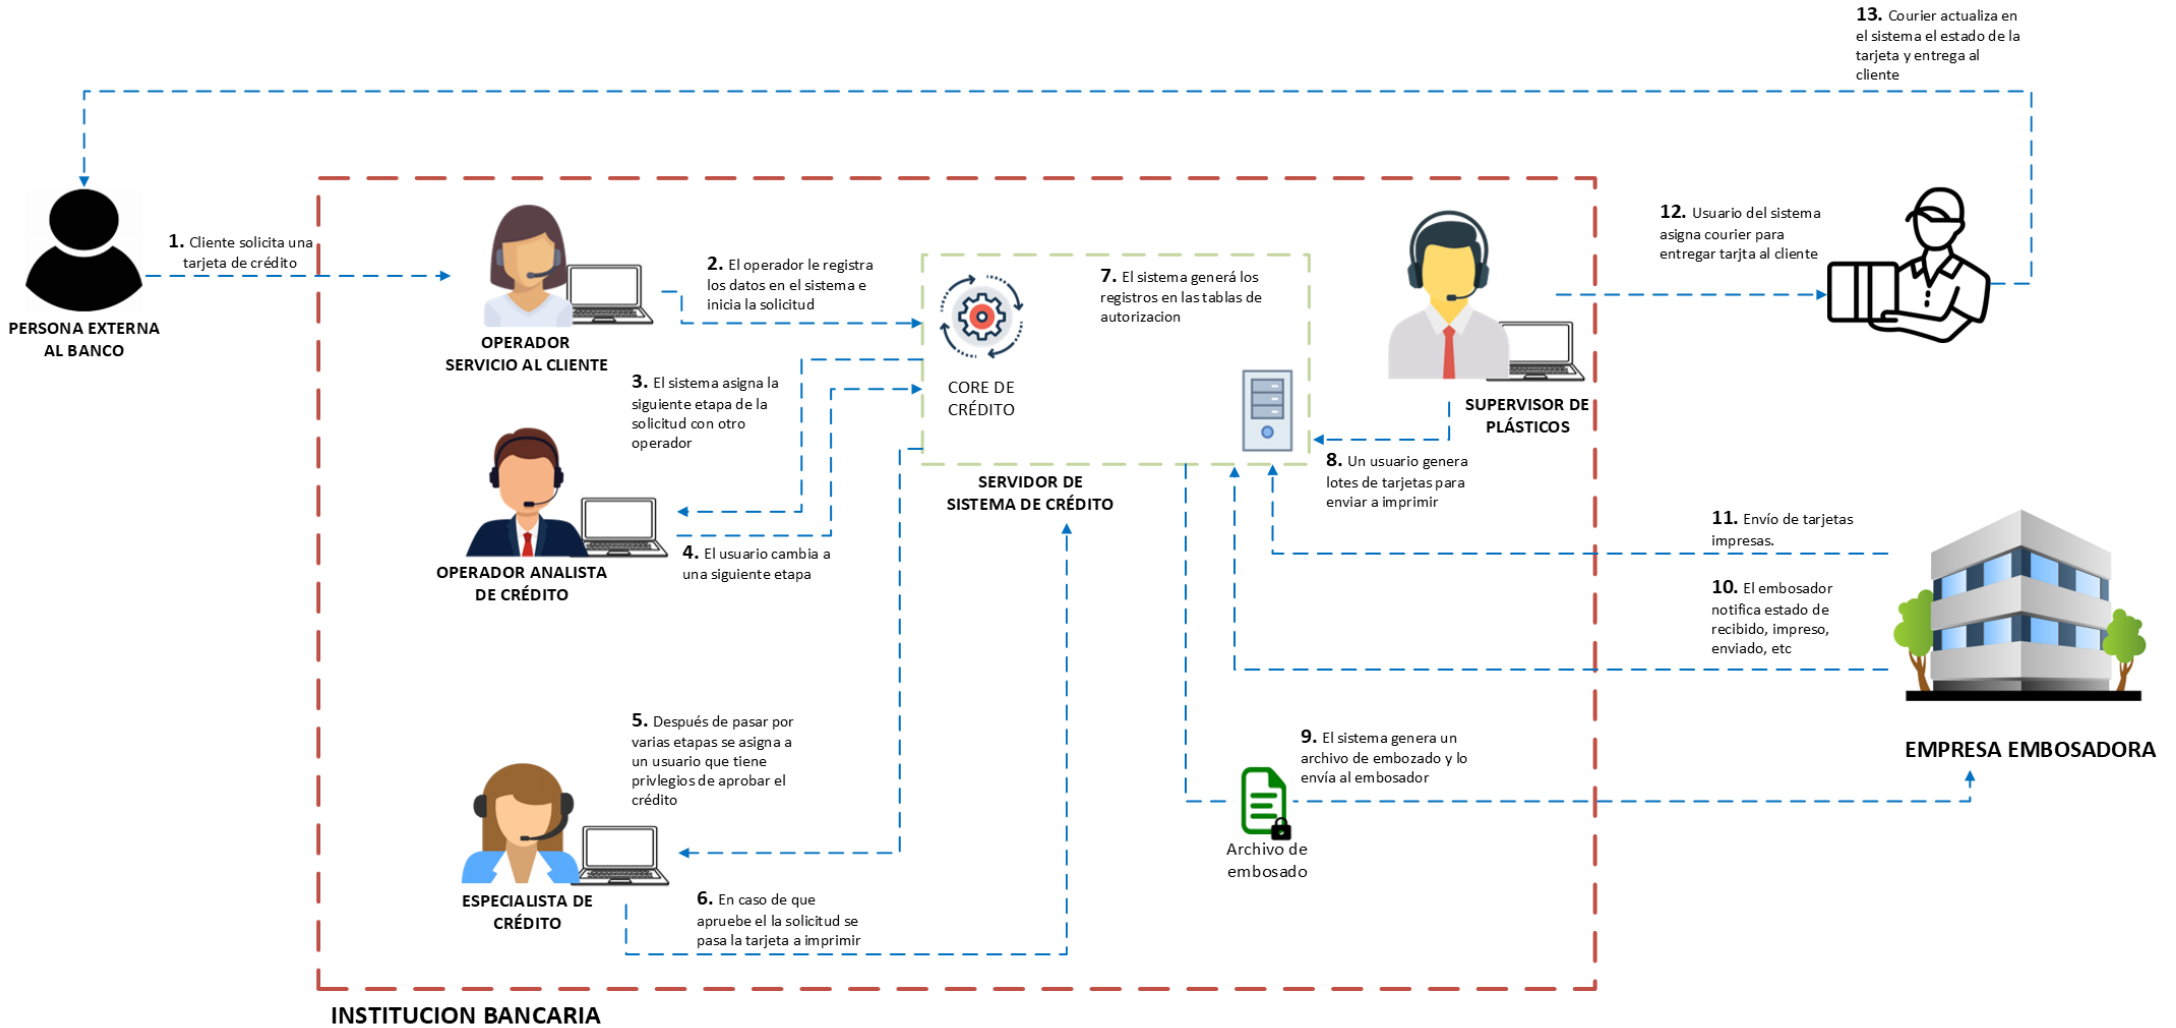 13. Courier actualiza en
el sistema el estado de la
tarjeta y entrega al
cliente
PERSONA EXTERNA
AL BANCO
1. Cliente solicita una
tarjeta de crédito
OPERADOR
SERVICIO AL CLIENTE
2. El operador le registra
los datos en el sistema e
inicia la solicitud
3. El sistema asigna la
siguiente etapa de la
solicitud con otro
operador
CORE DE
CRÉDITO
7. El sistema generá los
registros en las tablas de
autorizacion
SERVIDOR DE
SISTEMA DE CRÉDITO
SUPERVISOR DE
PLÁSTICOS
12. Usuario del sistema
asigna courier para
entregar tarjta al cliente
8. Un usuario genera
lotes de tarjetas para
enviar a imprimir
OPERADOR ANALISTA
DE CRÉDITO
4. El usuario cambia a
una siguiente etapa
11. Envío de tarjetas
impresas.
10. El embosador
notifica estado de
recibido, impreso,
enviado, etc
EMPRESA EMBOSADORA
5. Después de pasar por
varias etapas se asigna a
un usuario que tiene
privlegios de aprobar el
crédito
9. El sistema genera un
archivo de embozado y lo
envía al embosador
Archivo de
embosado
ESPECIALISTA DE
CRÉDITO
6. En caso de que
apruebe el la solicitud se
pasa la tarjeta a imprimir
INSTITUCION BANCARIA